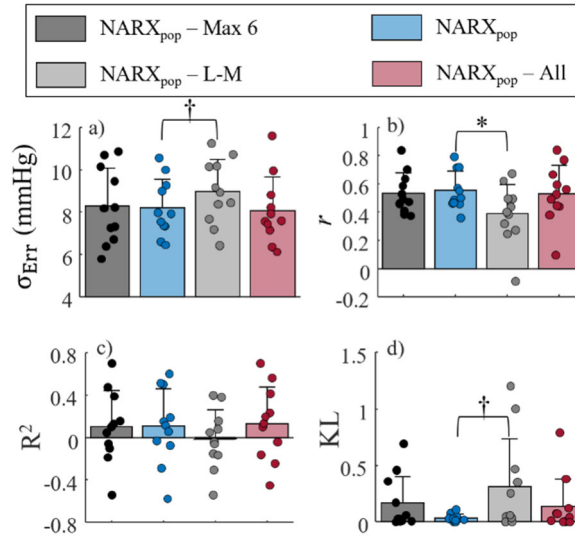 NARXpop – Max 6 NARXpop
NARXpop – L-M NARXpop – All
a) † b) *
12
10
8
6
4
σErr (mmHg)
1
0.8
0.6
0.4
0
-0.2
r
c) d)
0.8
0.4
0
-0.4
-0.8
R²
†
1.5
1
0.5
0
KL